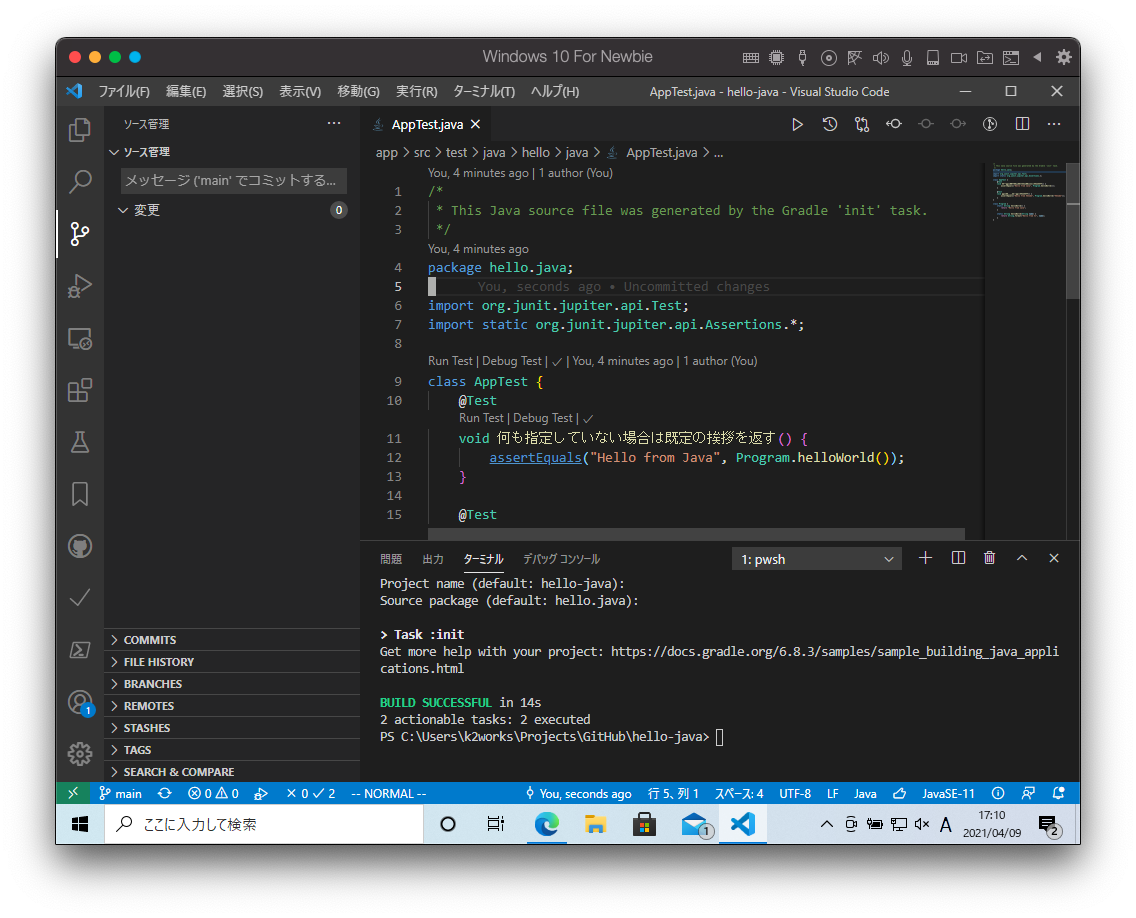 Windows 10 For Newbie
ファイル(F) 編集(E) 選択(S) 表示(V) 移動(G) 実行(R) ターミナル(T) ヘルプ(H) AppTest.java - hello-java - Visual Studio Code
ソース管理 ···
ソース管理
メッセージ ('main' でコミットする...
変更 0
COMMITS
FILE HISTORY
BRANCHES
REMOTES
STASHES
TAGS
SEARCH & COMPARE
1
AppTest.java
app > src > test > java > hello > java > AppTest.java > ...
You, 4 minutes ago | 1 author (You)
1 /*
2 * This Java source file was generated by the Gradle 'init' task.
3 */
You, 4 minutes ago
4 package hello.java;
5 You, seconds ago • Uncommitted changes
6 import org.junit.jupiter.api.Test;
7 import static org.junit.jupiter.api.Assertions.*;
8
Run Test | Debug Test | ✓ | You, 4 minutes ago | 1 author (You)
9 class AppTest {
10 @Test
Run Test | Debug Test | ✓
11 void 何も指定していない場合は既定の挨拶を返す() {
12 assertEquals("Hello from Java", Program.helloWorld());
13 }
14
15 @Test
問題 出力 ターミナル デバッグ コンソール 1: pwsh
Project name (default: hello-java):
Source package (default: hello.java):
> Task :init
Get more help with your project: https://docs.gradle.org/6.8.3/samples/sample_building_java_appli
cations.html
BUILD SUCCESSFUL in 14s
2 actionable tasks: 2 executed
PS C:\Users\k2works\Projects\GitHub\hello-java>
main 0 0 0 2 -- NORMAL -- You, seconds ago 行 5、列 1 スペース: 4 UTF-8 LF Java JavaSE-11
ここに入力して検索 1 A 17:10
2021/04/09 2